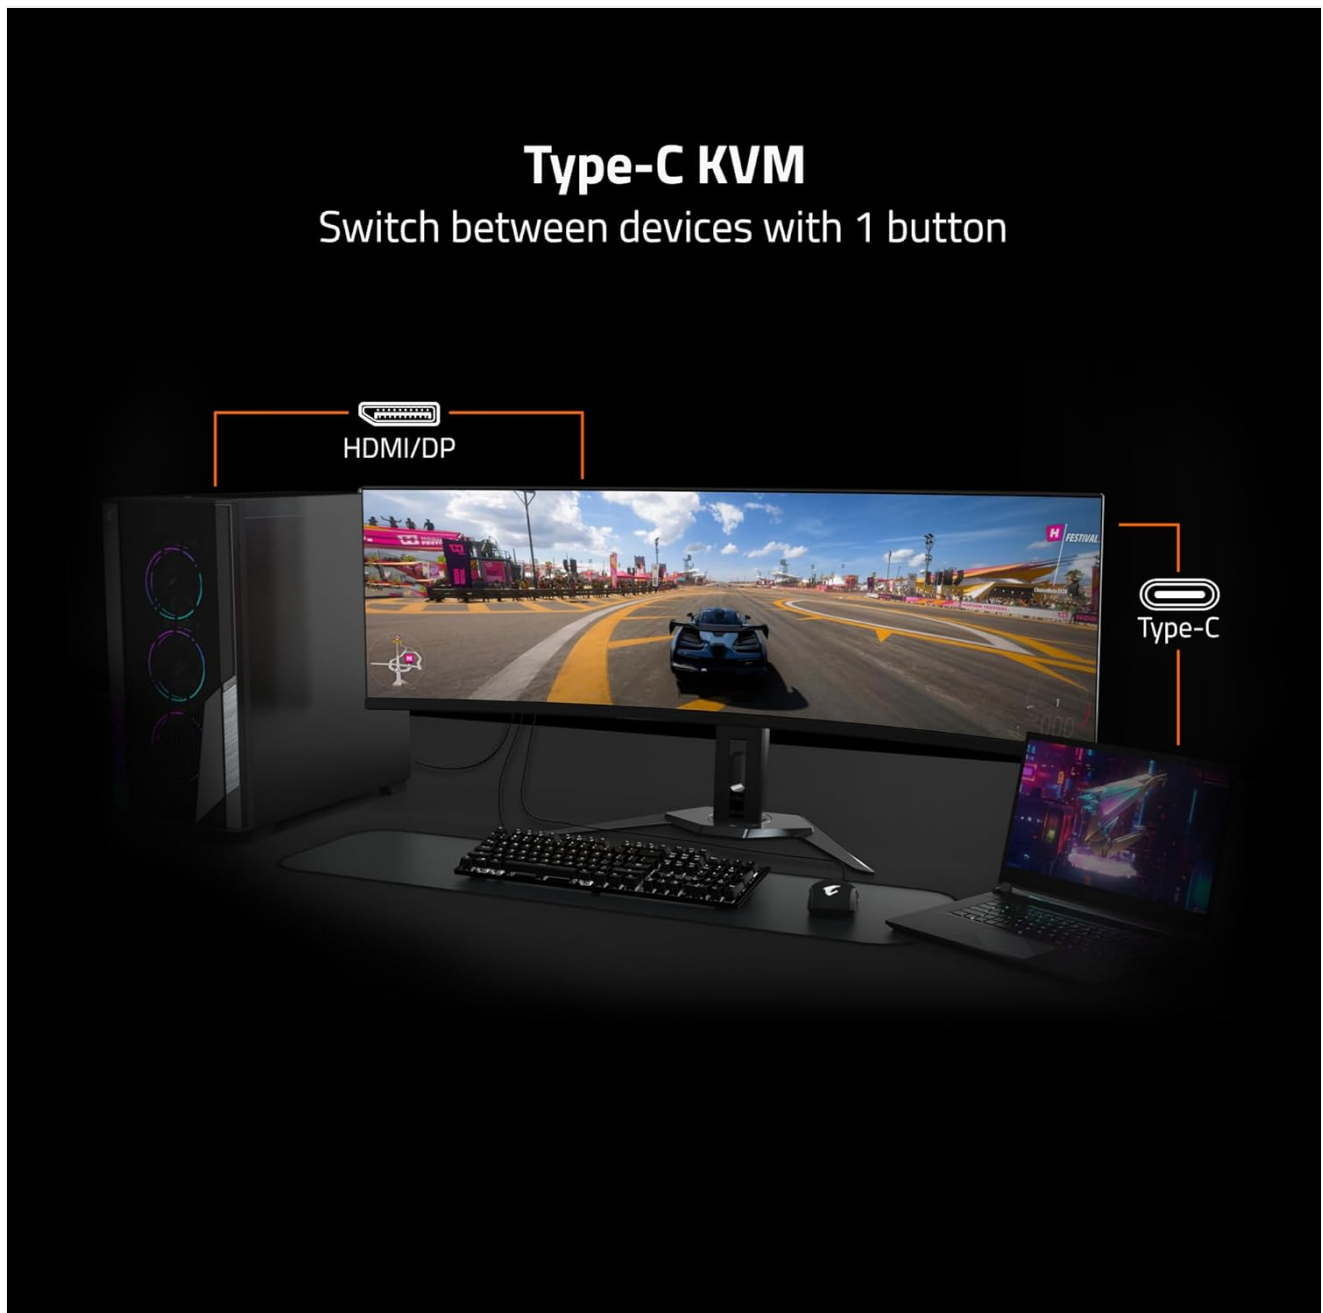 Type-C KVM
Switch between devices with 1 button
HDMI/DP
H FESTIVAL
Type-C
H